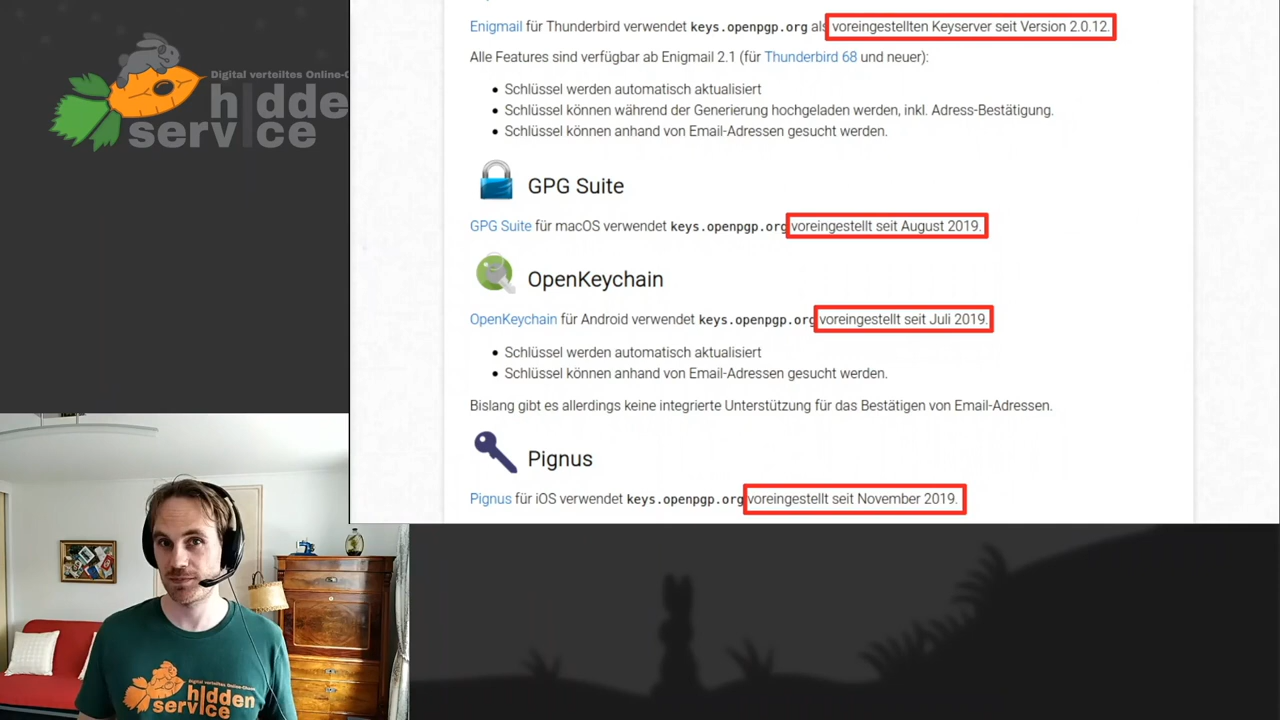 Digital verteiltes Online-C
hidde
service
Enigmail für Thunderbird verwendet keys.openpgp.org als voreingestellten Keyserver seit Version 2.0.12.
Alle Features sind verfügbar ab Enigmail 2.1 (für Thunderbird 68 und neuer):
• Schlüssel werden automatisch aktualisiert
• Schlüssel können während der Generierung hochgeladen werden, inkl. Adress-Bestätigung.
• Schlüssel können anhand von Email-Adressen gesucht werden.
GPG Suite
GPG Suite für macOS verwendet keys.openpgp.org voreingestellt seit August 2019.
OpenKeychain
OpenKeychain für Android verwendet keys.openpgp.org voreingestellt seit Juli 2019.
• Schlüssel werden automatisch aktualisiert
• Schlüssel können anhand von Email-Adressen gesucht werden.
Bislang gibt es allerdings keine integrierte Unterstützung für das Bestätigen von Email-Adressen.
Pignus
Pignus für iOS verwendet keys.openpgp.org voreingestellt seit November 2019.
Digital verteiltes Online-Chaos
hidden
service